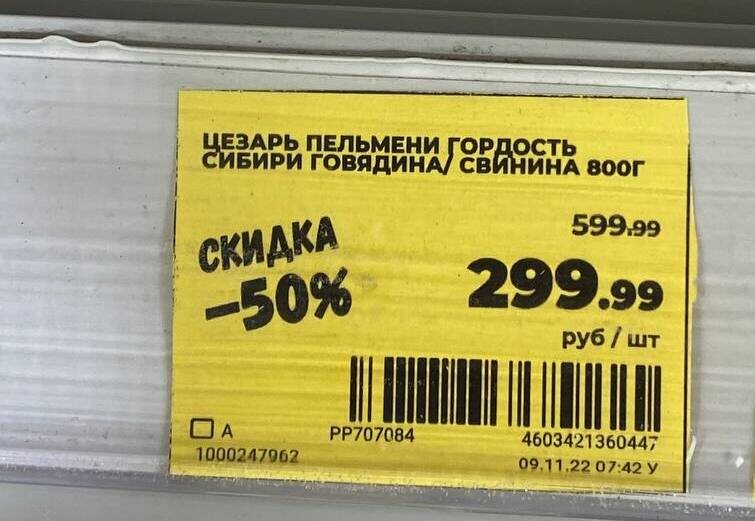 ЦЕЗАРЬ ПЕЛЬМЕНИ ГОРДОСТЬ
СИБИРИ ГОВЯДИНА/ СВИНИНА 800Г
599.99
СКИДКА
-50%
299.99
руб / шт
А
PP707084
4603421360447
1000247962
09.11.22 07:42 У